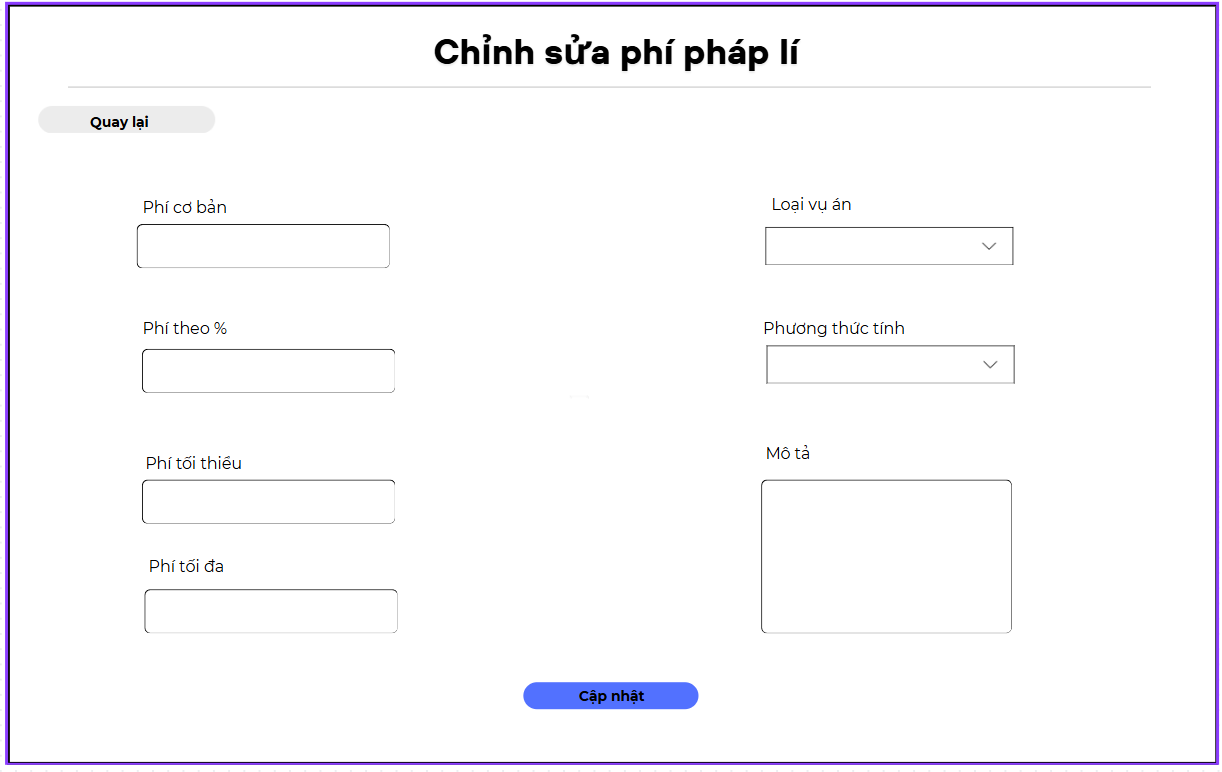 Chỉnh sửa phí pháp lí
Quay lại
Phí cơ bản
Loại vụ án
Phí theo %
Phương thức tính
Phí tối thiểu
Mô tả
Phí tối đa
Cập nhật